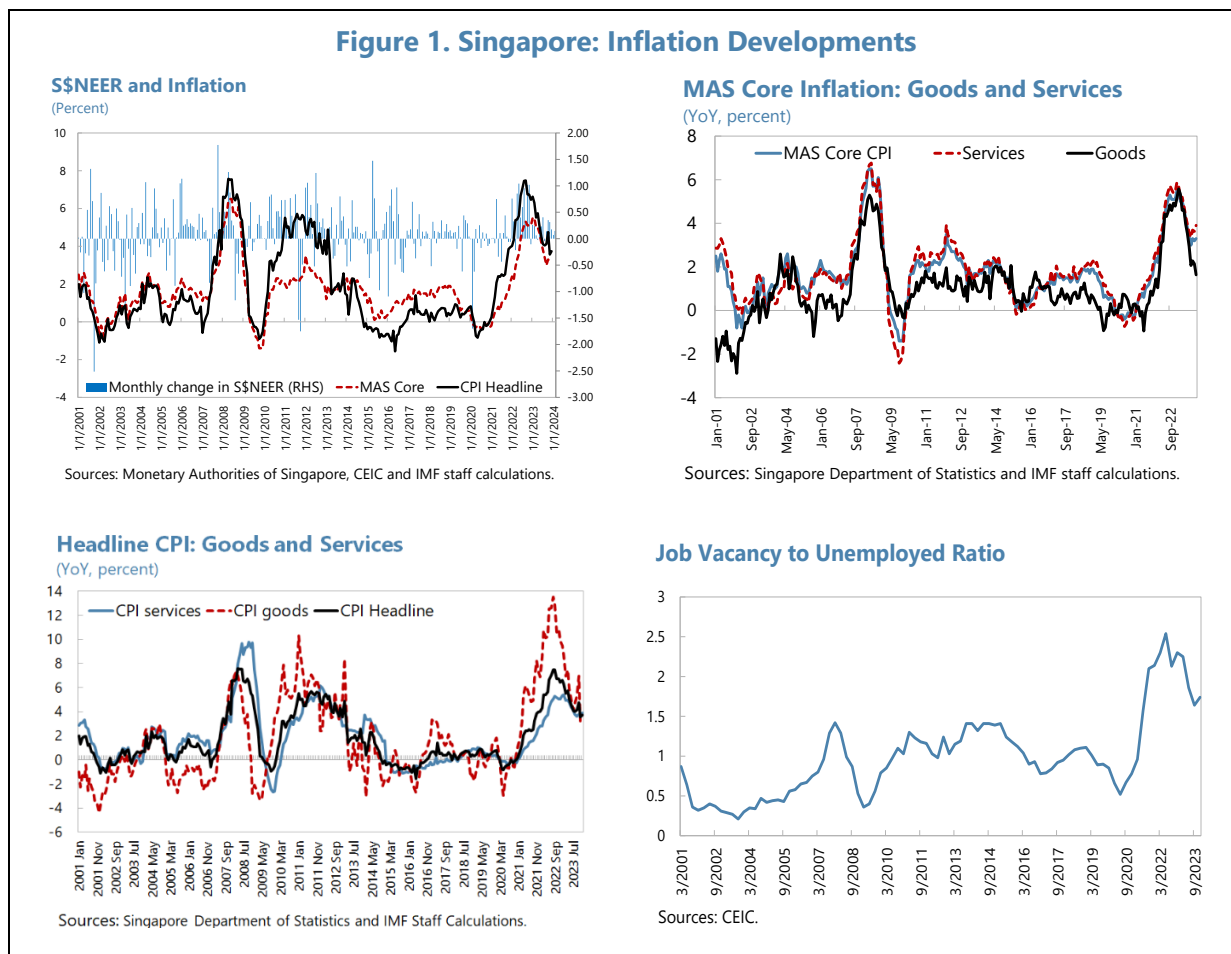 Figure 1. Singapore: Inflation Developments
S$NEER and Inflation
(Percent)
10
8
6
4
2
0
-2
-4
2.00
1.50
1.00
0.50
0.00
-0.50
-1.00
-1.50
-2.00
-2.50
-3.00
Monthly change in S$NEER (RHS) MAS Core CPI Headline
1/1/2001
1/1/2002
1/1/2003
1/1/2004
1/1/2005
1/1/2006
1/1/2007
1/1/2008
1/1/2009
1/1/2010
1/1/2011
1/1/2012
1/1/2013
1/1/2014
1/1/2015
1/1/2016
1/1/2017
1/1/2018
1/1/2019
1/1/2020
1/1/2021
1/1/2022
1/1/2023
1/1/2024
Sources: Monetary Authorities of Singapore, CEIC and IMF staff calculations.
MAS Core Inflation: Goods and Services
(YoY, percent)
8
6
4
2
0
-2
-4
MAS Core CPI Services Goods
Jan-01
Sep-02
May-04
Jan-06
Sep-07
May-09
Jan-11
Sep-12
May-14
Jan-16
Sep-17
May-19
Jan-21
Sep-22
Sources: Singapore Department of Statistics and IMF staff calculations.
Headline CPI: Goods and Services
(YoY, percent)
14
12
10
8
6
4
2
0
-2
-4
-6
CPI services CPI goods CPI Headline
2001 Jan
2001 Nov
2002 Sep
2003 Jul
2004 May
2005 Mar
2006 Jan
2006 Nov
2007 Sep
2008 Jul
2009 May
2010 Mar
2011 Jan
2011 Nov
2012 Sep
2013 Jul
2014 May
2015 Mar
2016 Jan
2016 Nov
2017 Sep
2018 Jul
2019 May
2020 Mar
2021 Jan
2021 Nov
2022 Sep
2023 Jul
Sources: Singapore Department of Statistics and IMF Staff Calculations.
Job Vacancy to Unemployed Ratio
3
2.5
2
1.5
1
0.5
0
3/2001
9/2002
3/2004
9/2005
3/2007
9/2008
3/2010
9/2011
3/2013
9/2014
3/2016
9/2017
3/2019
9/2020
3/2022
9/2023
Sources: CEIC.